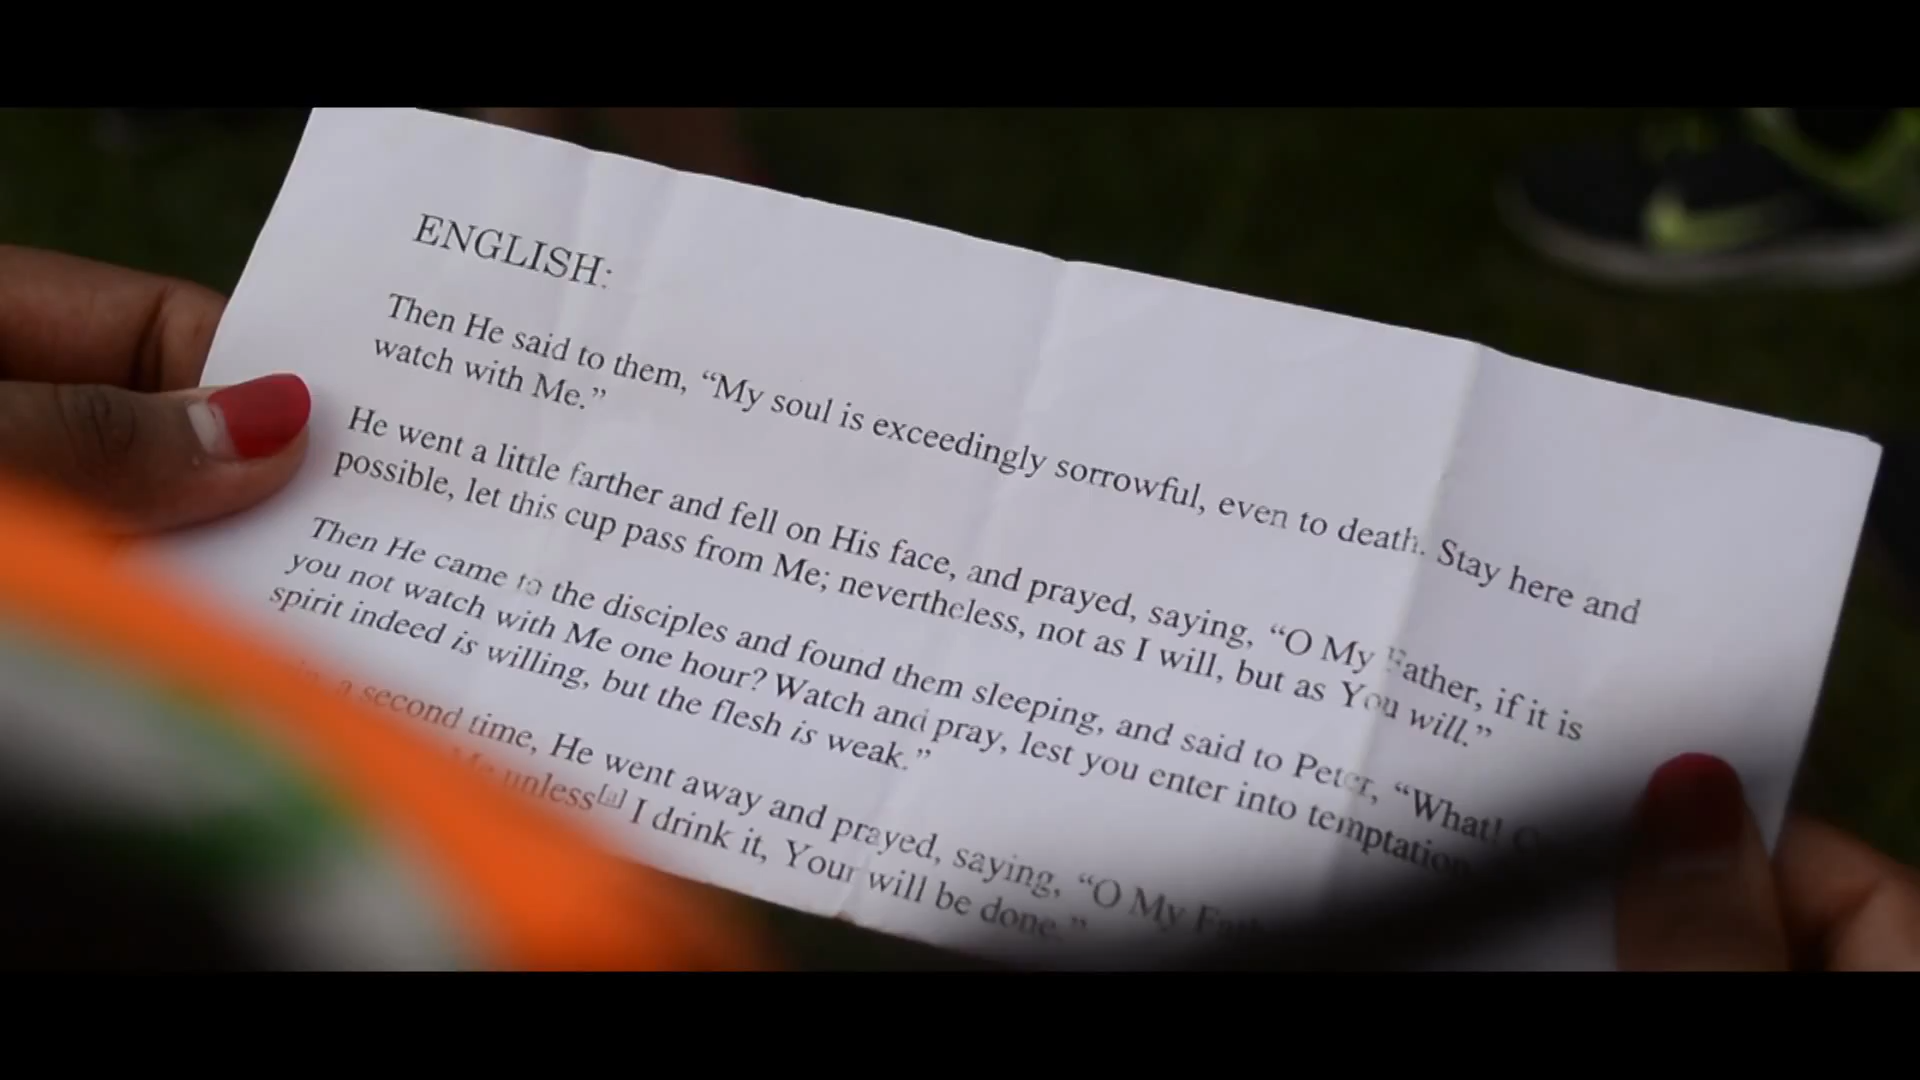 ENGLISH:
Then He said to them, “My soul is exceedingly sorrowful, even to death. Stay here and
watch with Me.”
He went a little farther and fell on His face, and prayed, saying, “O My Father, if it is
possible, let this cup pass from Me; nevertheless, not as I will, but as You will.”
Then He came to the disciples and found them sleeping, and said to Peter, “What!
you not watch with Me one hour? Watch and pray, lest you enter into temptation
spirit indeed is willing, but the flesh is weak.”
a second time, He went away and prayed, saying, “O My
Me unless[a] I drink it, Your will be done.”